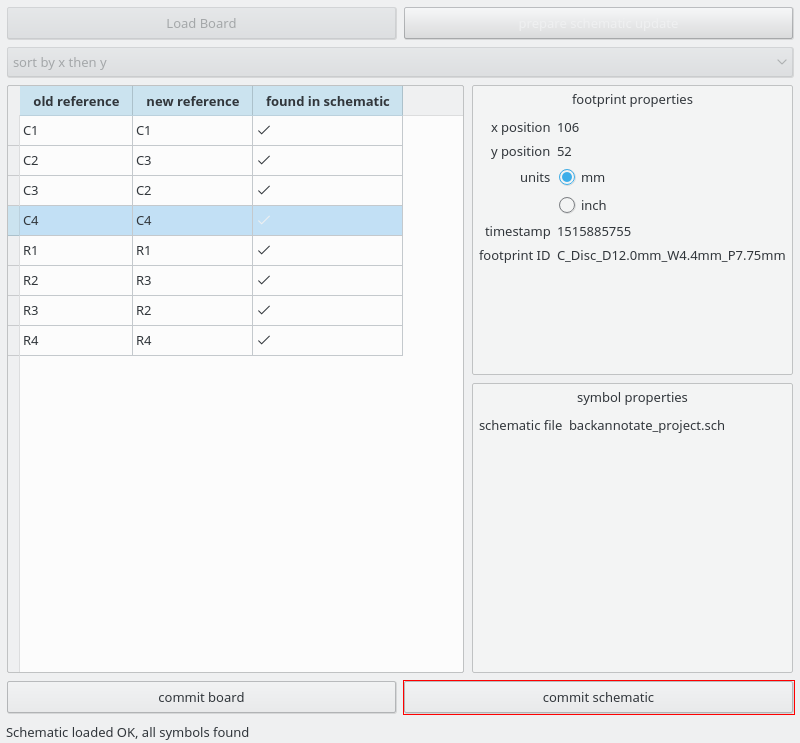 Load Board
prepare schematic update
sort by x then y
old reference new reference found in schematic
C1 C1
C2 C3
C3 C2
C4 C4
R1 R1
R2 R3
R3 R2
R4 R4
footprint properties
x position 106
y position 52
units mm
inch
timestamp 1515885755
footprint ID C_Disc_D12.0mm_W4.4mm_P7.75mm
symbol properties
schematic file backannotate_project.sch
commit board
commit schematic
Schematic loaded OK, all symbols found